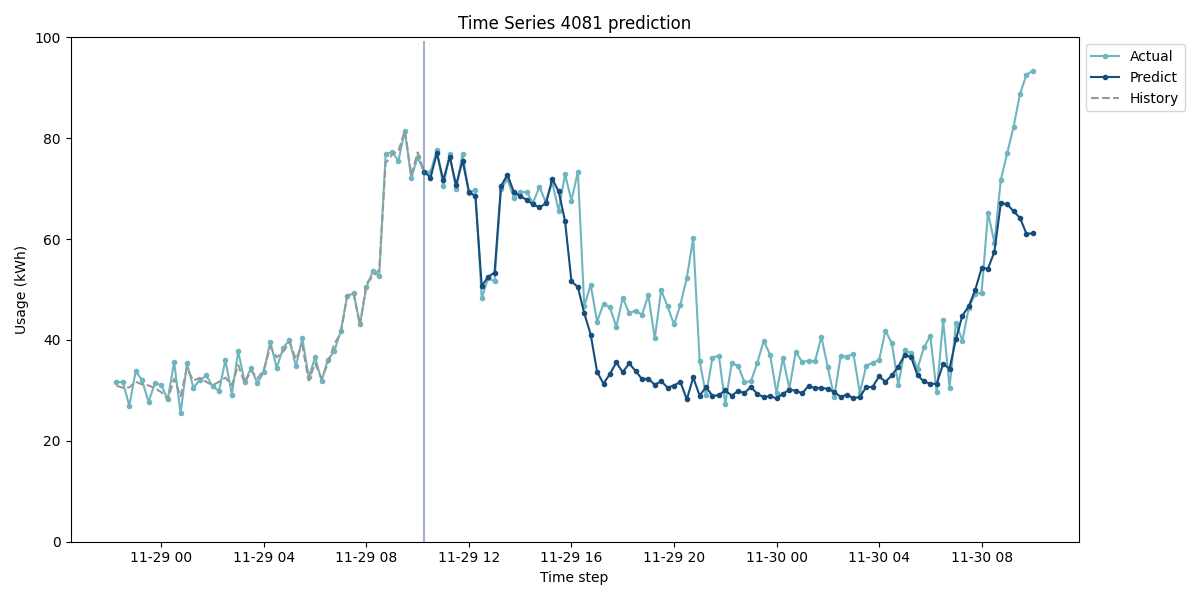 Time Series 4081 prediction
100
80
60
40
20
0
Usage (kWh)
11-29 00
11-29 04
11-29 08
11-29 12
11-29 16
11-29 20
11-30 00
11-30 04
11-30 08
Time step
Actual
Predict
History